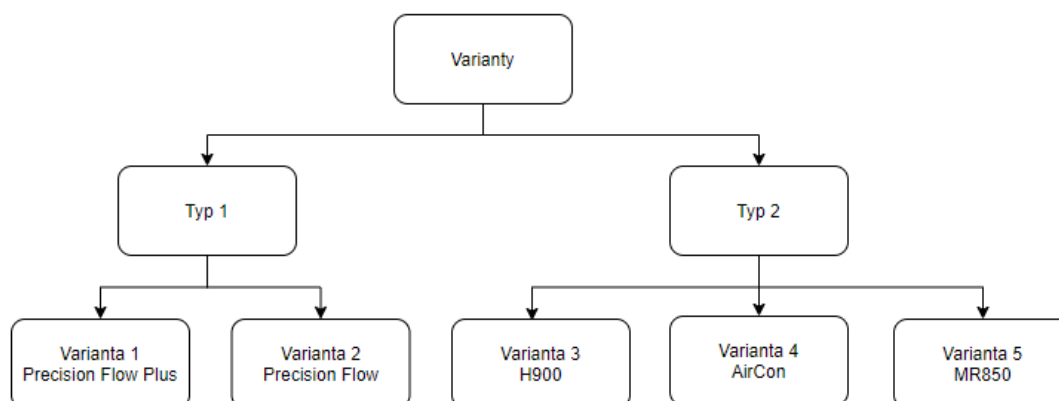 Varianty
Typ 1
Typ 2
Varianta 1
Precision Flow Plus
Varianta 2
Precision Flow
Varianta 3
H900
Varianta 4
AirCon
Varianta 5
MR850